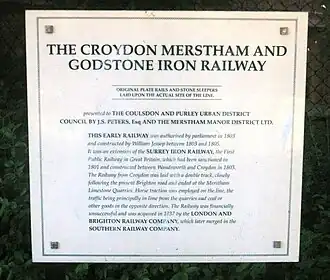 THE CROYDON MERSTHAM AND
GODSTONE IRON RAILWAY
ORIGINAL PLATE RAILS AND STONE SLEEPERS
LAID UPON THE ACTUAL SITE OF THE LINE.
presented to THE COULSDON AND PURLEY URBAN DISTRICT
COUNCIL BY J.S. PETERS, Esq AND THE MERSTHAM MANOR DISTRICT LTD.
THIS EARLY RAILWAY was authorised by parliament in 1803
and constructed by William Jessop between 1803 and 1805.
It was an extension of the SURREY IRON RAILWAY, the First
Public Railway in Great Britain, which had been sanctioned in
1801 and constructed between Wandsworth and Croydon in 1803.
The Railway from Croydon was laid with a double track, closely
following the present Brighton road and ended at the Merstham
Limestone Quarries. Horse traction was employed on the line, the
traffic being principally in lime from the quarries and coal or
other goods in the opposite direction. The Railway was financially
unsuccessful and was acquired in 1837 by the LONDON AND
BRIGHTON RAILWAY COMPANY, which later merged in the
SOUTHERN RAILWAY COMPANY.